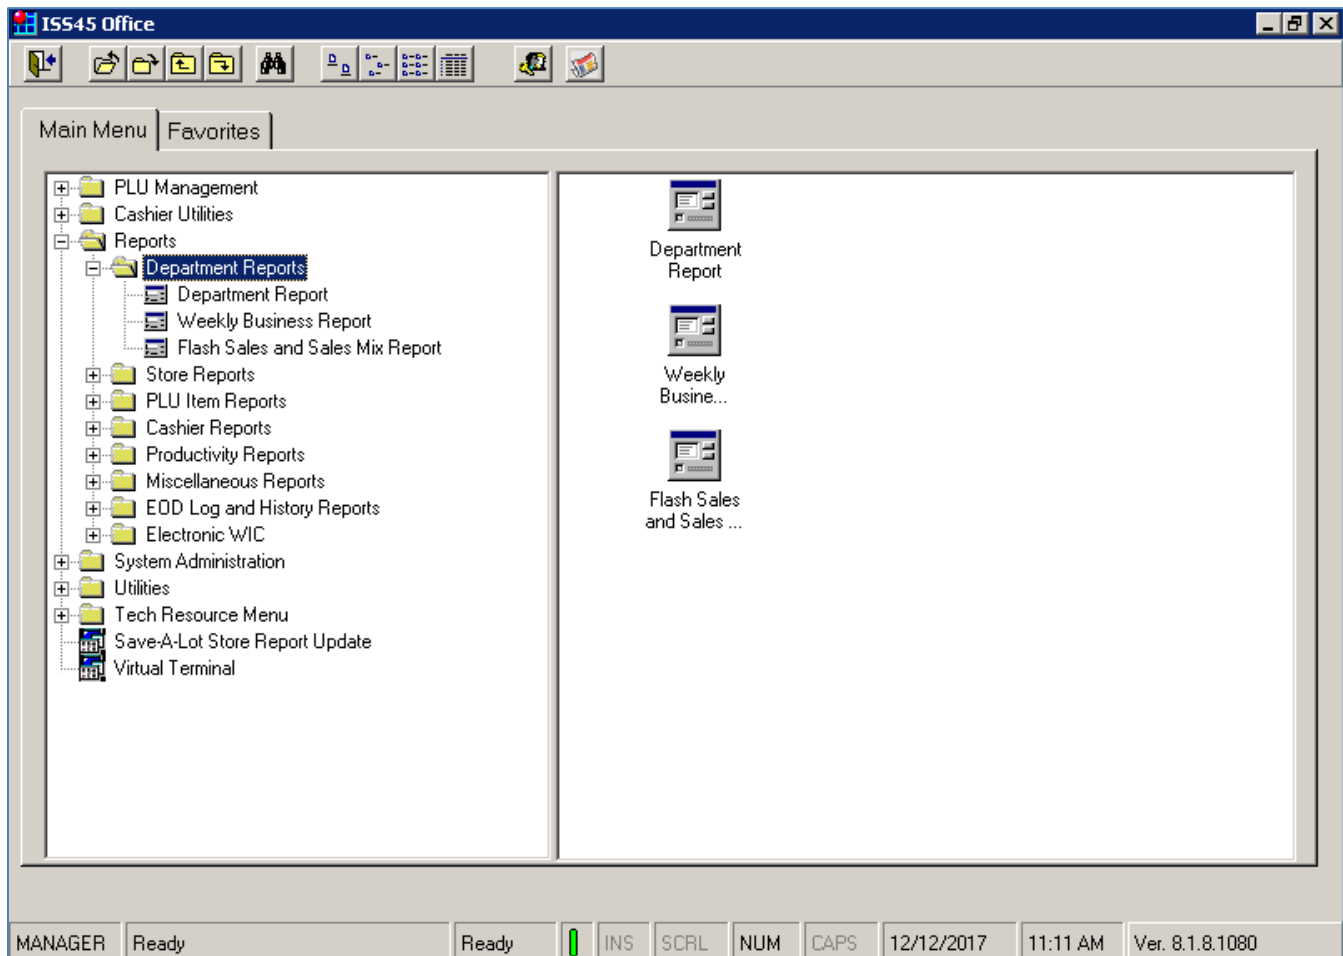 ISS45 Office
Main Menu
Favorites
PLU Management
Cashier Utilities
Reports
Department Reports
Department Report
Weekly Business Report
Flash Sales and Sales Mix Report
Store Reports
PLU Item Reports
Cashier Reports
Productivity Reports
Miscellaneous Reports
EOD Log and History Reports
Electronic WIC
System Administration
Utilities
Tech Resource Menu
Save-A-Lot Store Report Update
Virtual Terminal
Department
Report
Weekly
Busine...
Flash Sales
and Sales ...
MANAGER Ready Ready INS SCRL NUM CAPS 12/12/2017 11:11 AM Ver. 8.1.8.1080